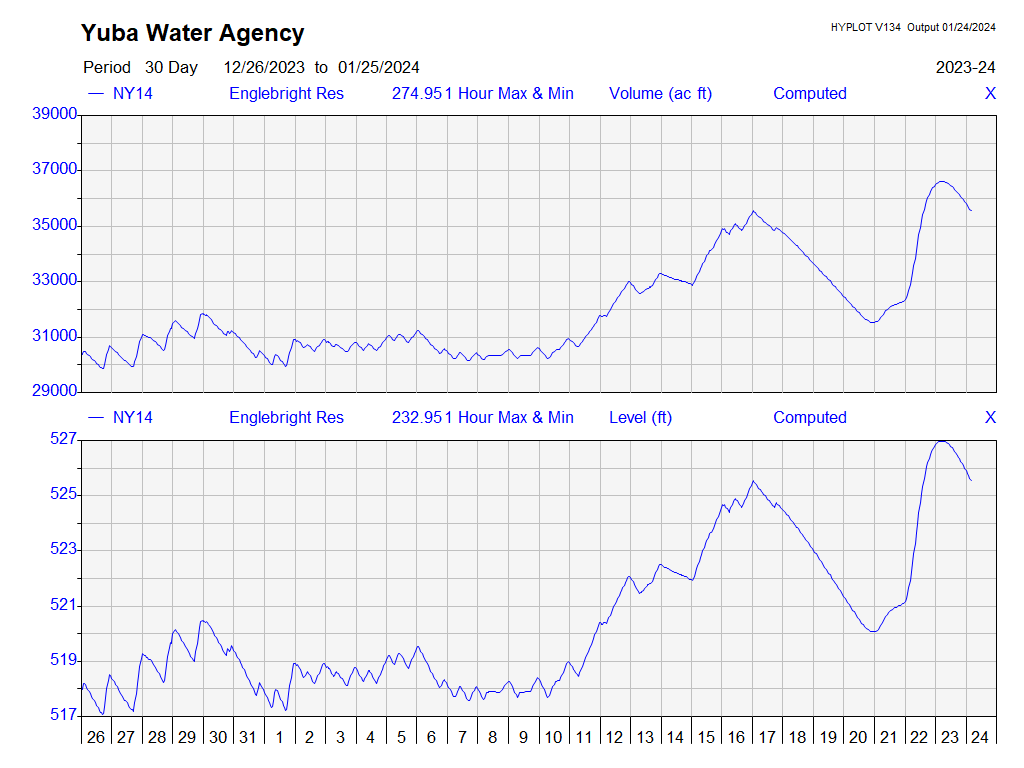 Yuba Water Agency
HYPLOT V134 Output 01/24/2024
Period 30 Day 12/26/2023 to 01/25/2024 2023-24
NY14 Englebright Res 274.951 Hour Max & Min Volume (ac ft) Computed X
39000
37000
35000
33000
31000
29000
NY14 Englebright Res 232.951 Hour Max & Min Level (ft) Computed X
527
525
523
521
519
517
26 27 28 29 30 31 1 2 3 4 5 6 7 8 9 10 11 12 13 14 15 16 17 18 19 20 21 22 23 24